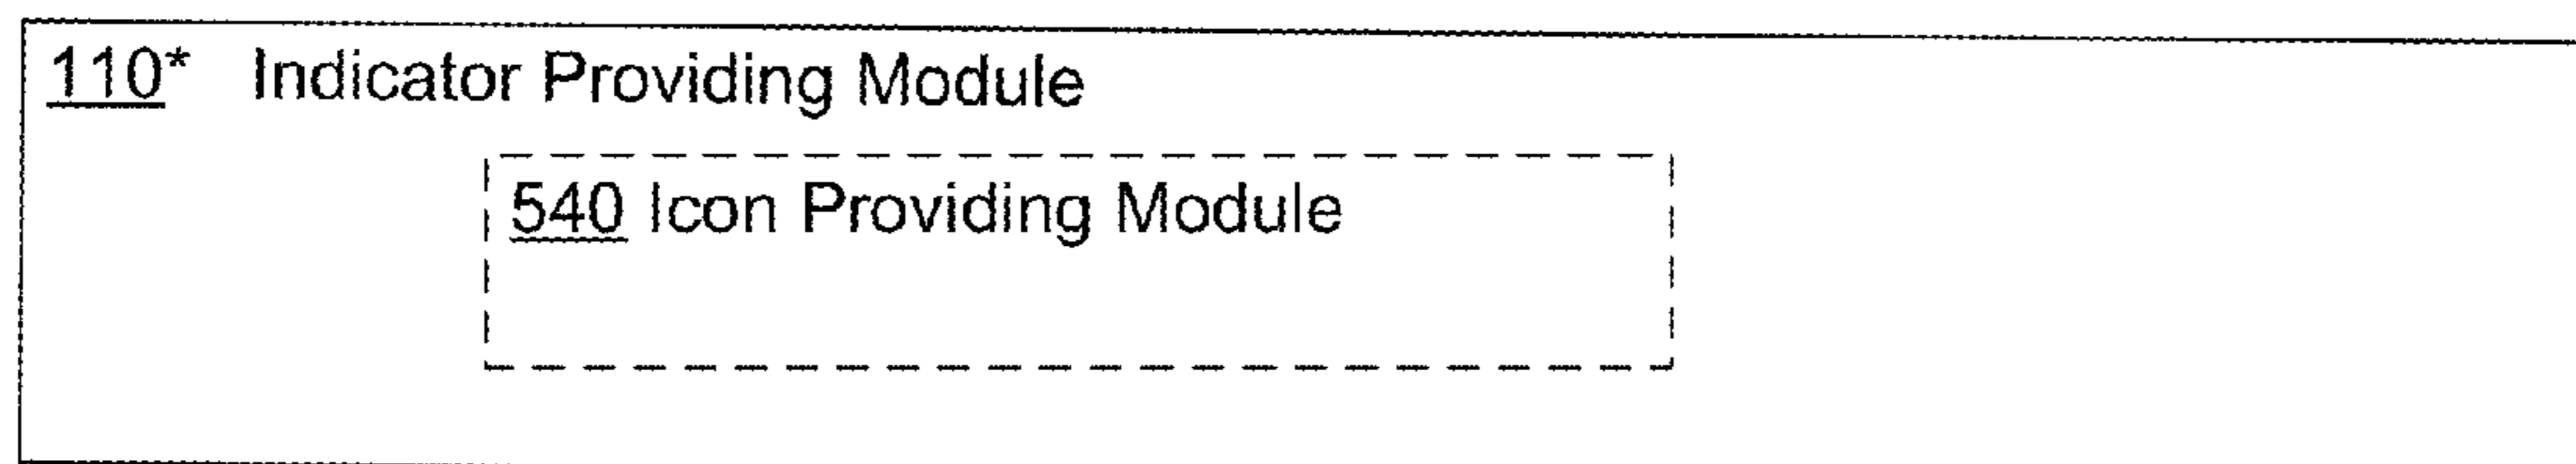 110* Indicator Providing Module
540 Icon Providing Module